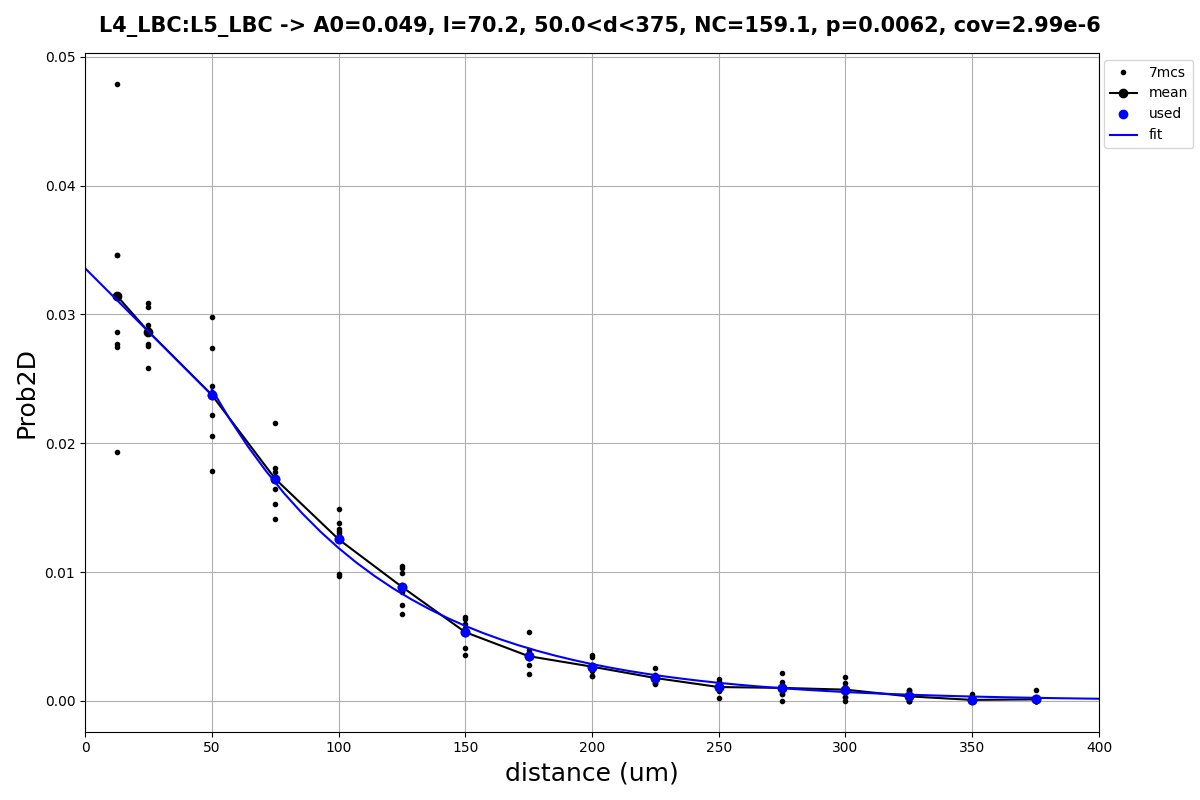 L4_LBC:L5_LBC -> A0=0.049, l=70.2, 50.0<d<375, NC=159.1, p=0.0062, cov=2.99e-6
0.05
0.04
0.03
0.02
0.01
0.00
Prob2D
0 50 100 150 200 250 300 350 400
distance (um)
7mcs
mean
used
fit